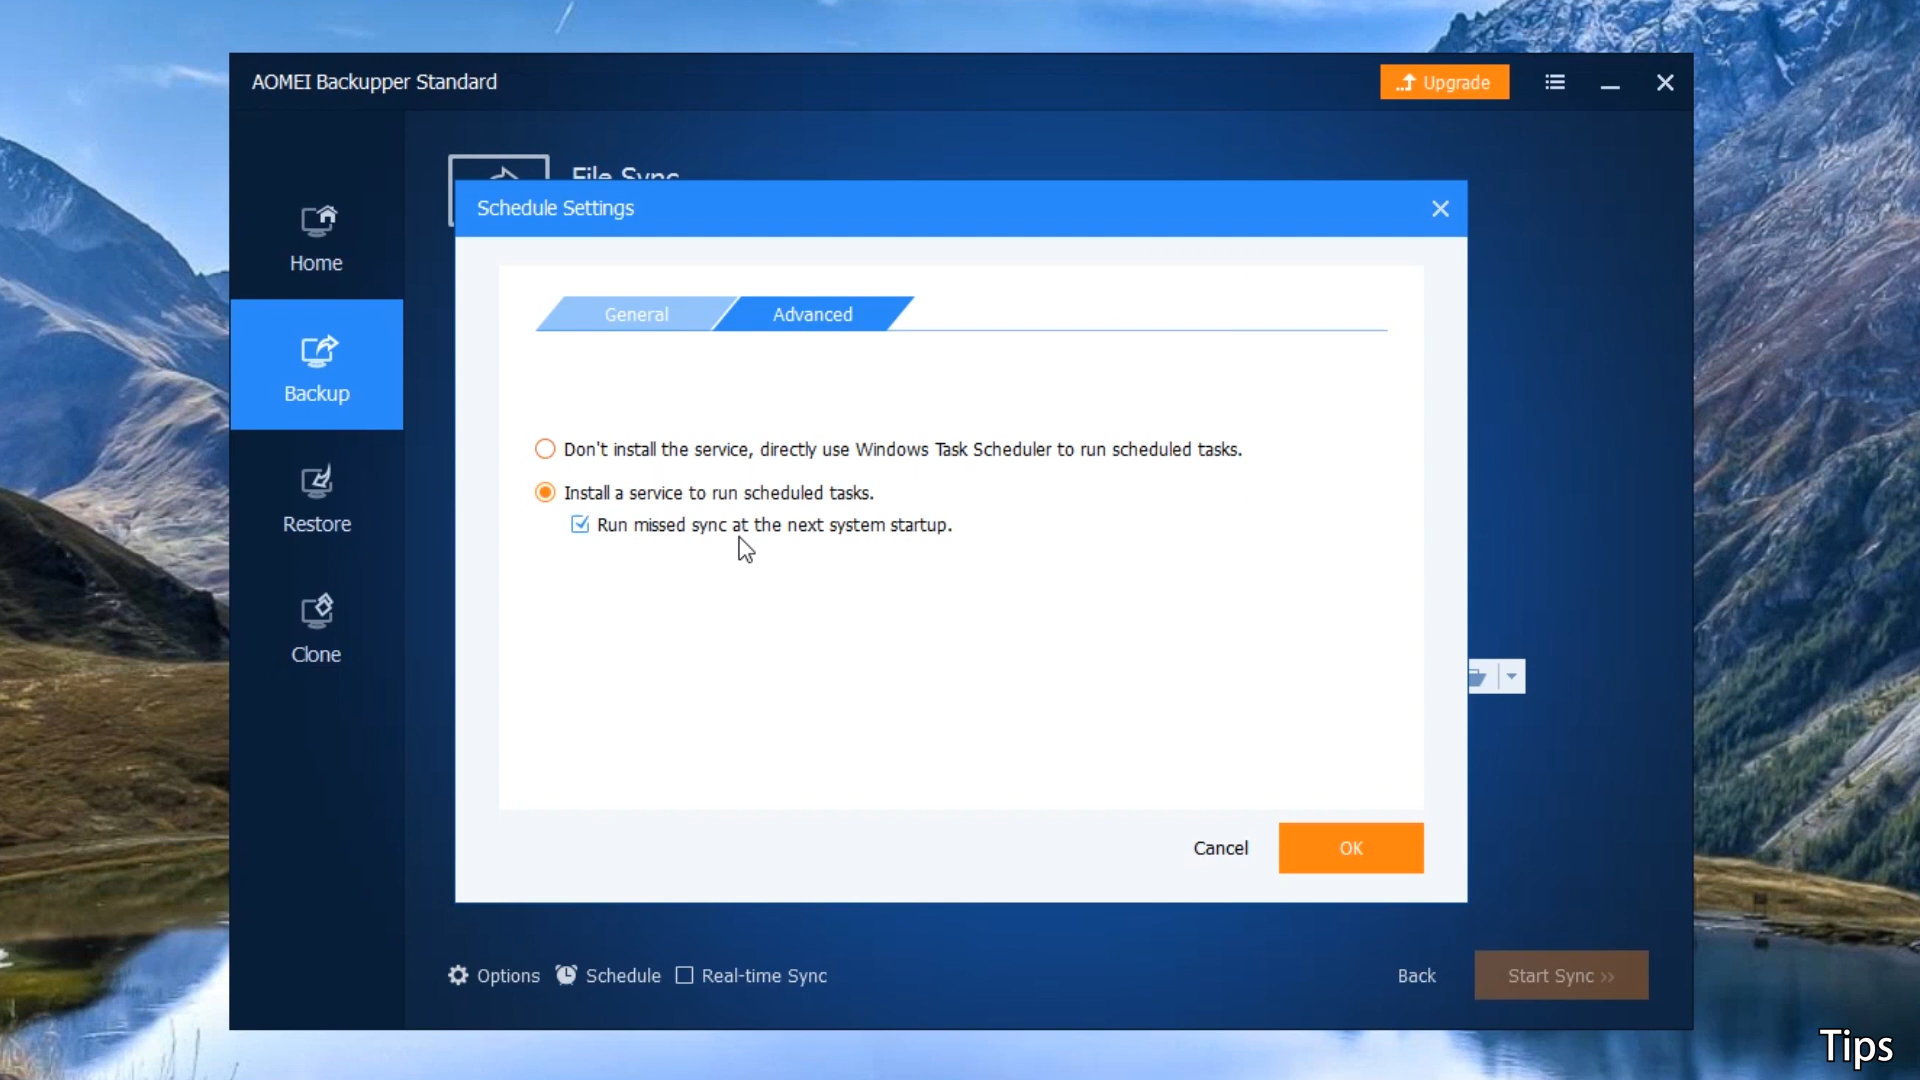 AOMEI Backupper Standard
Upgrade
File Sync
Schedule Settings
Home
General
Advanced
Backup
Don't install the service, directly use Windows Task Scheduler to run scheduled tasks.
Install a service to run scheduled tasks.
Run missed sync at the next system startup.
Restore
Clone
Cancel
OK
Options
Schedule
Real-time Sync
Back
Start Sync >>
Tips